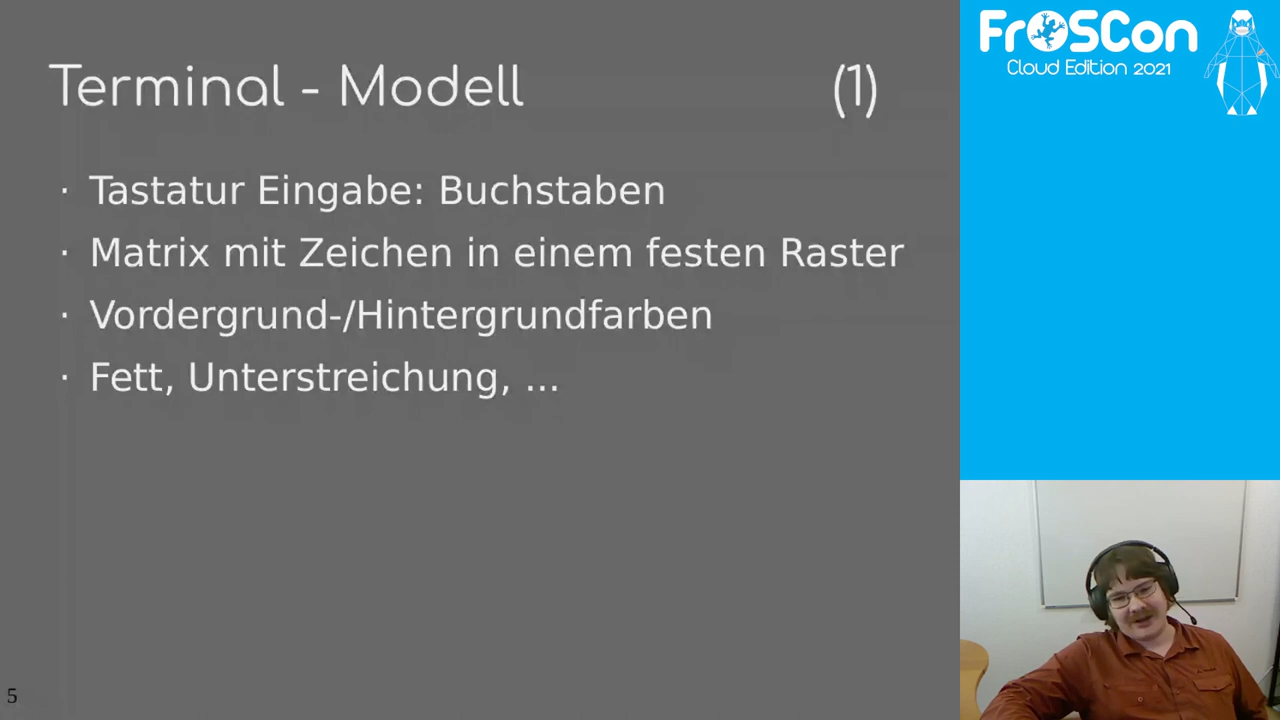 Terminal - Modell (1)
· Tastatur Eingabe: Buchstaben
· Matrix mit Zeichen in einem festen Raster
· Vordergrund-/Hintergrundfarben
· Fett, Unterstreichung, ...
5
FrOSCon
Cloud Edition 2021